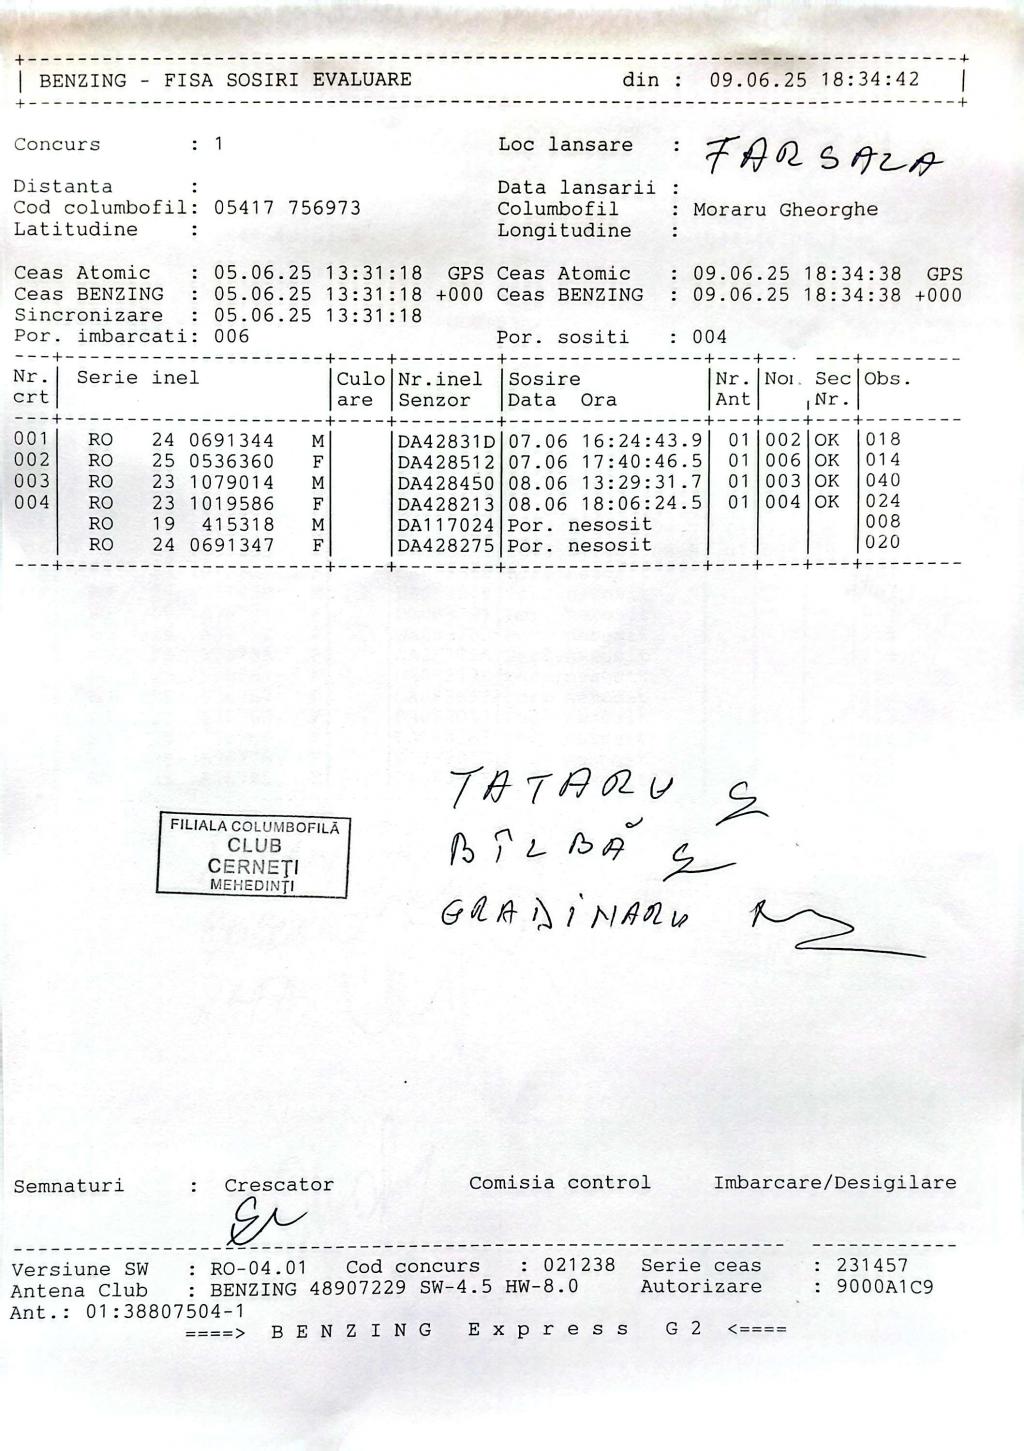 BENZING - FISA SOSIRI EVALUARE din : 09.06.25 18:34:42
Concurs : 1 Loc lansare : FARSALA
Distanta : Data lansarii :
Cod columbofil: 05417 756973 Columbofil : Moraru Gheorghe
Latitudine : Longitudine :
Ceas Atomic : 05.06.25 13:31:18 GPS Ceas Atomic : 09.06.25 18:34:38 GPS
Ceas BENZING : 05.06.25 13:31:18 +000 Ceas BENZING : 09.06.25 18:34:38 +000
Sincronizare : 05.06.25 13:31:18
Por. imbarcati: 006 Por. sositi : 004
Nr. Serie inel Culo Nr.inel Sosire Nr. Sec Obs.
crt are Senzor Data Ora Ant Nr.
001 RO 24 0691344 M DA42831D 07.06 16:24:43.9 01 002 OK 018
002 RO 25 0536360 F DA428512 07.06 17:40:46.5 01 006 OK 014
003 RO 23 1079014 M DA428450 08.06 13:29:31.7 01 003 OK 040
004 RO 23 1019586 F DA428213 08.06 18:06:24.5 01 004 OK 024
RO 19 415318 M DA117024 Por. nesosit 008
RO 24 0691347 F DA428275 Por. nesosit 020
TATARU
BÎLBĂ
GRADINARU
FILIALA COLUMBOFILĂ
CLUB
CERNEŢI
MEHEDINŢI
Semnaturi : Crescator Comisia control Imbarcare/Desigilare
Versiune SW : RO-04.01 Cod concurs : 021238 Serie ceas : 231457
Antena Club : BENZING 48907229 SW-4.5 HW-8.0 Autorizare : 9000A1C9
Ant.: 01:38807504-1
====> B E N Z I N G E x p r e s s G 2 <====